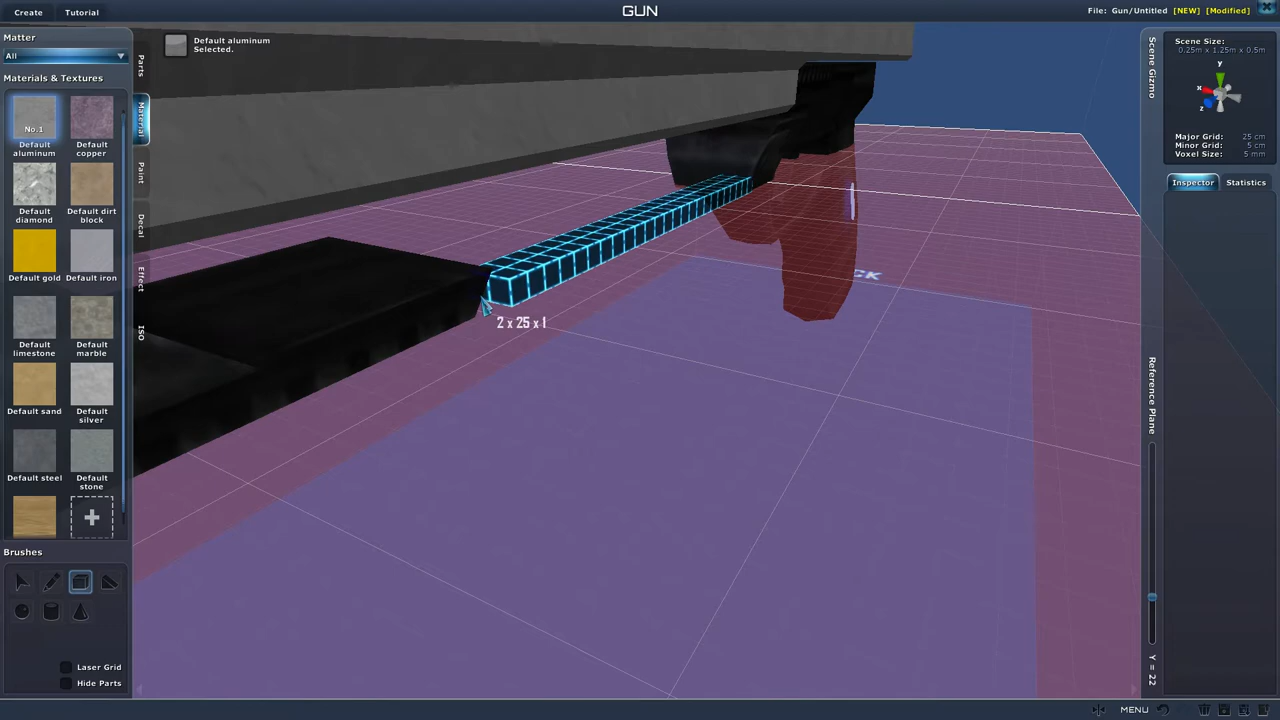 Create
Tutorial
GUN
File: Gun/Untitled [NEW] [Modified]
Matter
All
Materials & Textures
No.1
Default aluminum
Default copper
Default diamond
Default dirt block
Default gold
Default iron
Default limestone
Default marble
Default sand
Default silver
Default steel
Default stone
Brushes
Laser Grid
Hide Parts
Parts
Material
Paint
Decal
Effect
ISO
Default aluminum
Selected.
2 x 25 x 1
CK
Scene Gizmo
Scene Size:
0.25m x 1.25m x 0.5m
y
x
z
Major Grid: 25 cm
Minor Grid: 5 cm
Voxel Size: 5 mm
Inspector
Statistics
Reference Plane
Y = 22
MENU